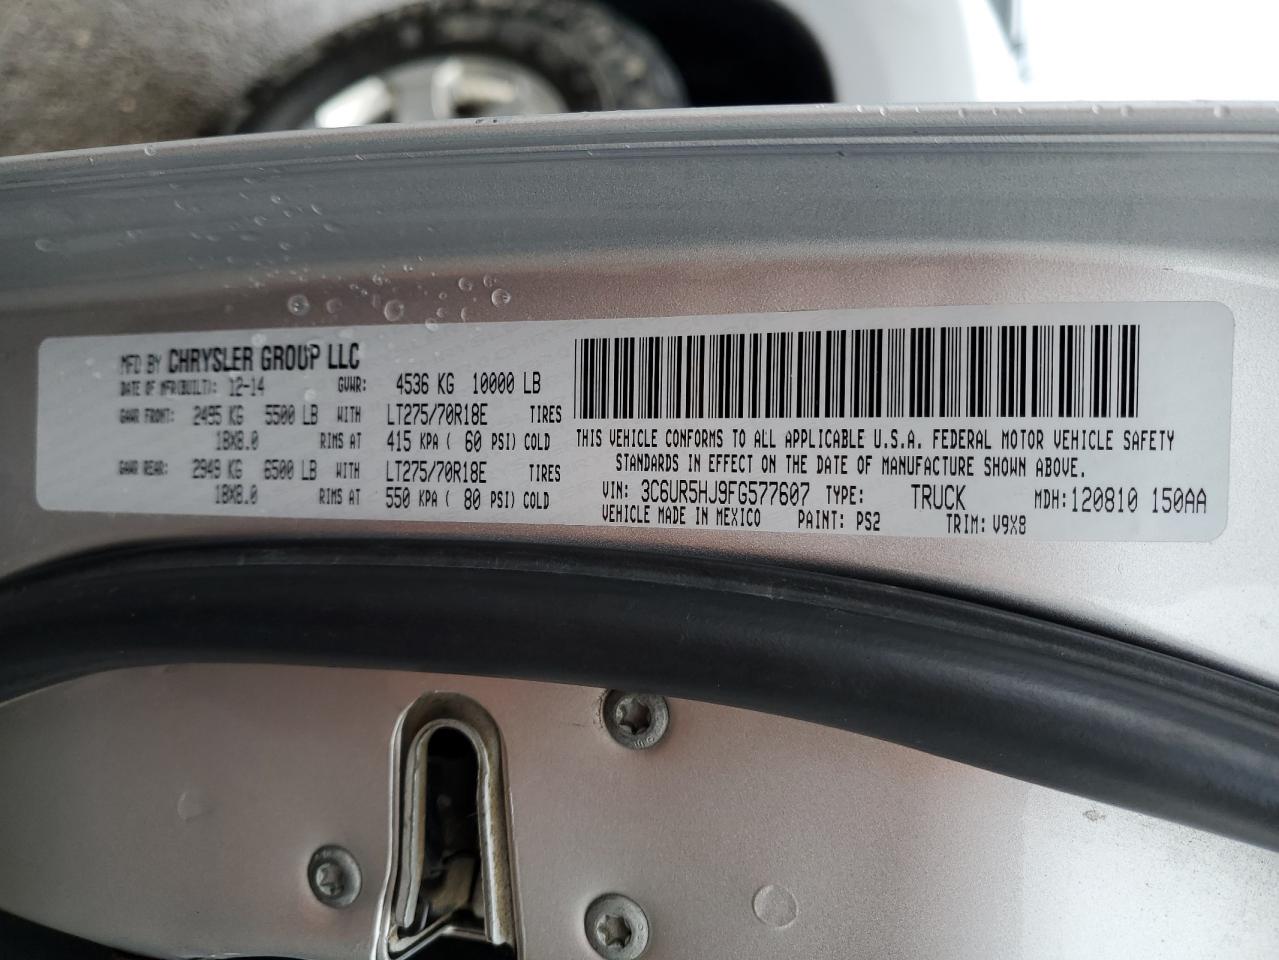 MFD BY CHRYSLER GROUP LLC
DATE OF MFR(BUILT): 12-14 GVWR: 4536 KG 10000 LB
GAWR FRONT: 2495 KG 5500 LB WITH LT275/70R18E TIRES
18X8.0 RIMS AT 415 KPA ( 60 PSI) COLD
GAWR REAR: 2949 KG 6500 LB WITH LT275/70R18E TIRES
18X8.0 RIMS AT 550 KPA ( 80 PSI) COLD
THIS VEHICLE CONFORMS TO ALL APPLICABLE U.S.A. FEDERAL MOTOR VEHICLE SAFETY
STANDARDS IN EFFECT ON THE DATE OF MANUFACTURE SHOWN ABOVE.
VIN: 3C6UR5HJ9FG577607 TYPE: TRUCK MDH:120810 150AA
VEHICLE MADE IN MEXICO PAINT: PS2 TRIM: V9X8